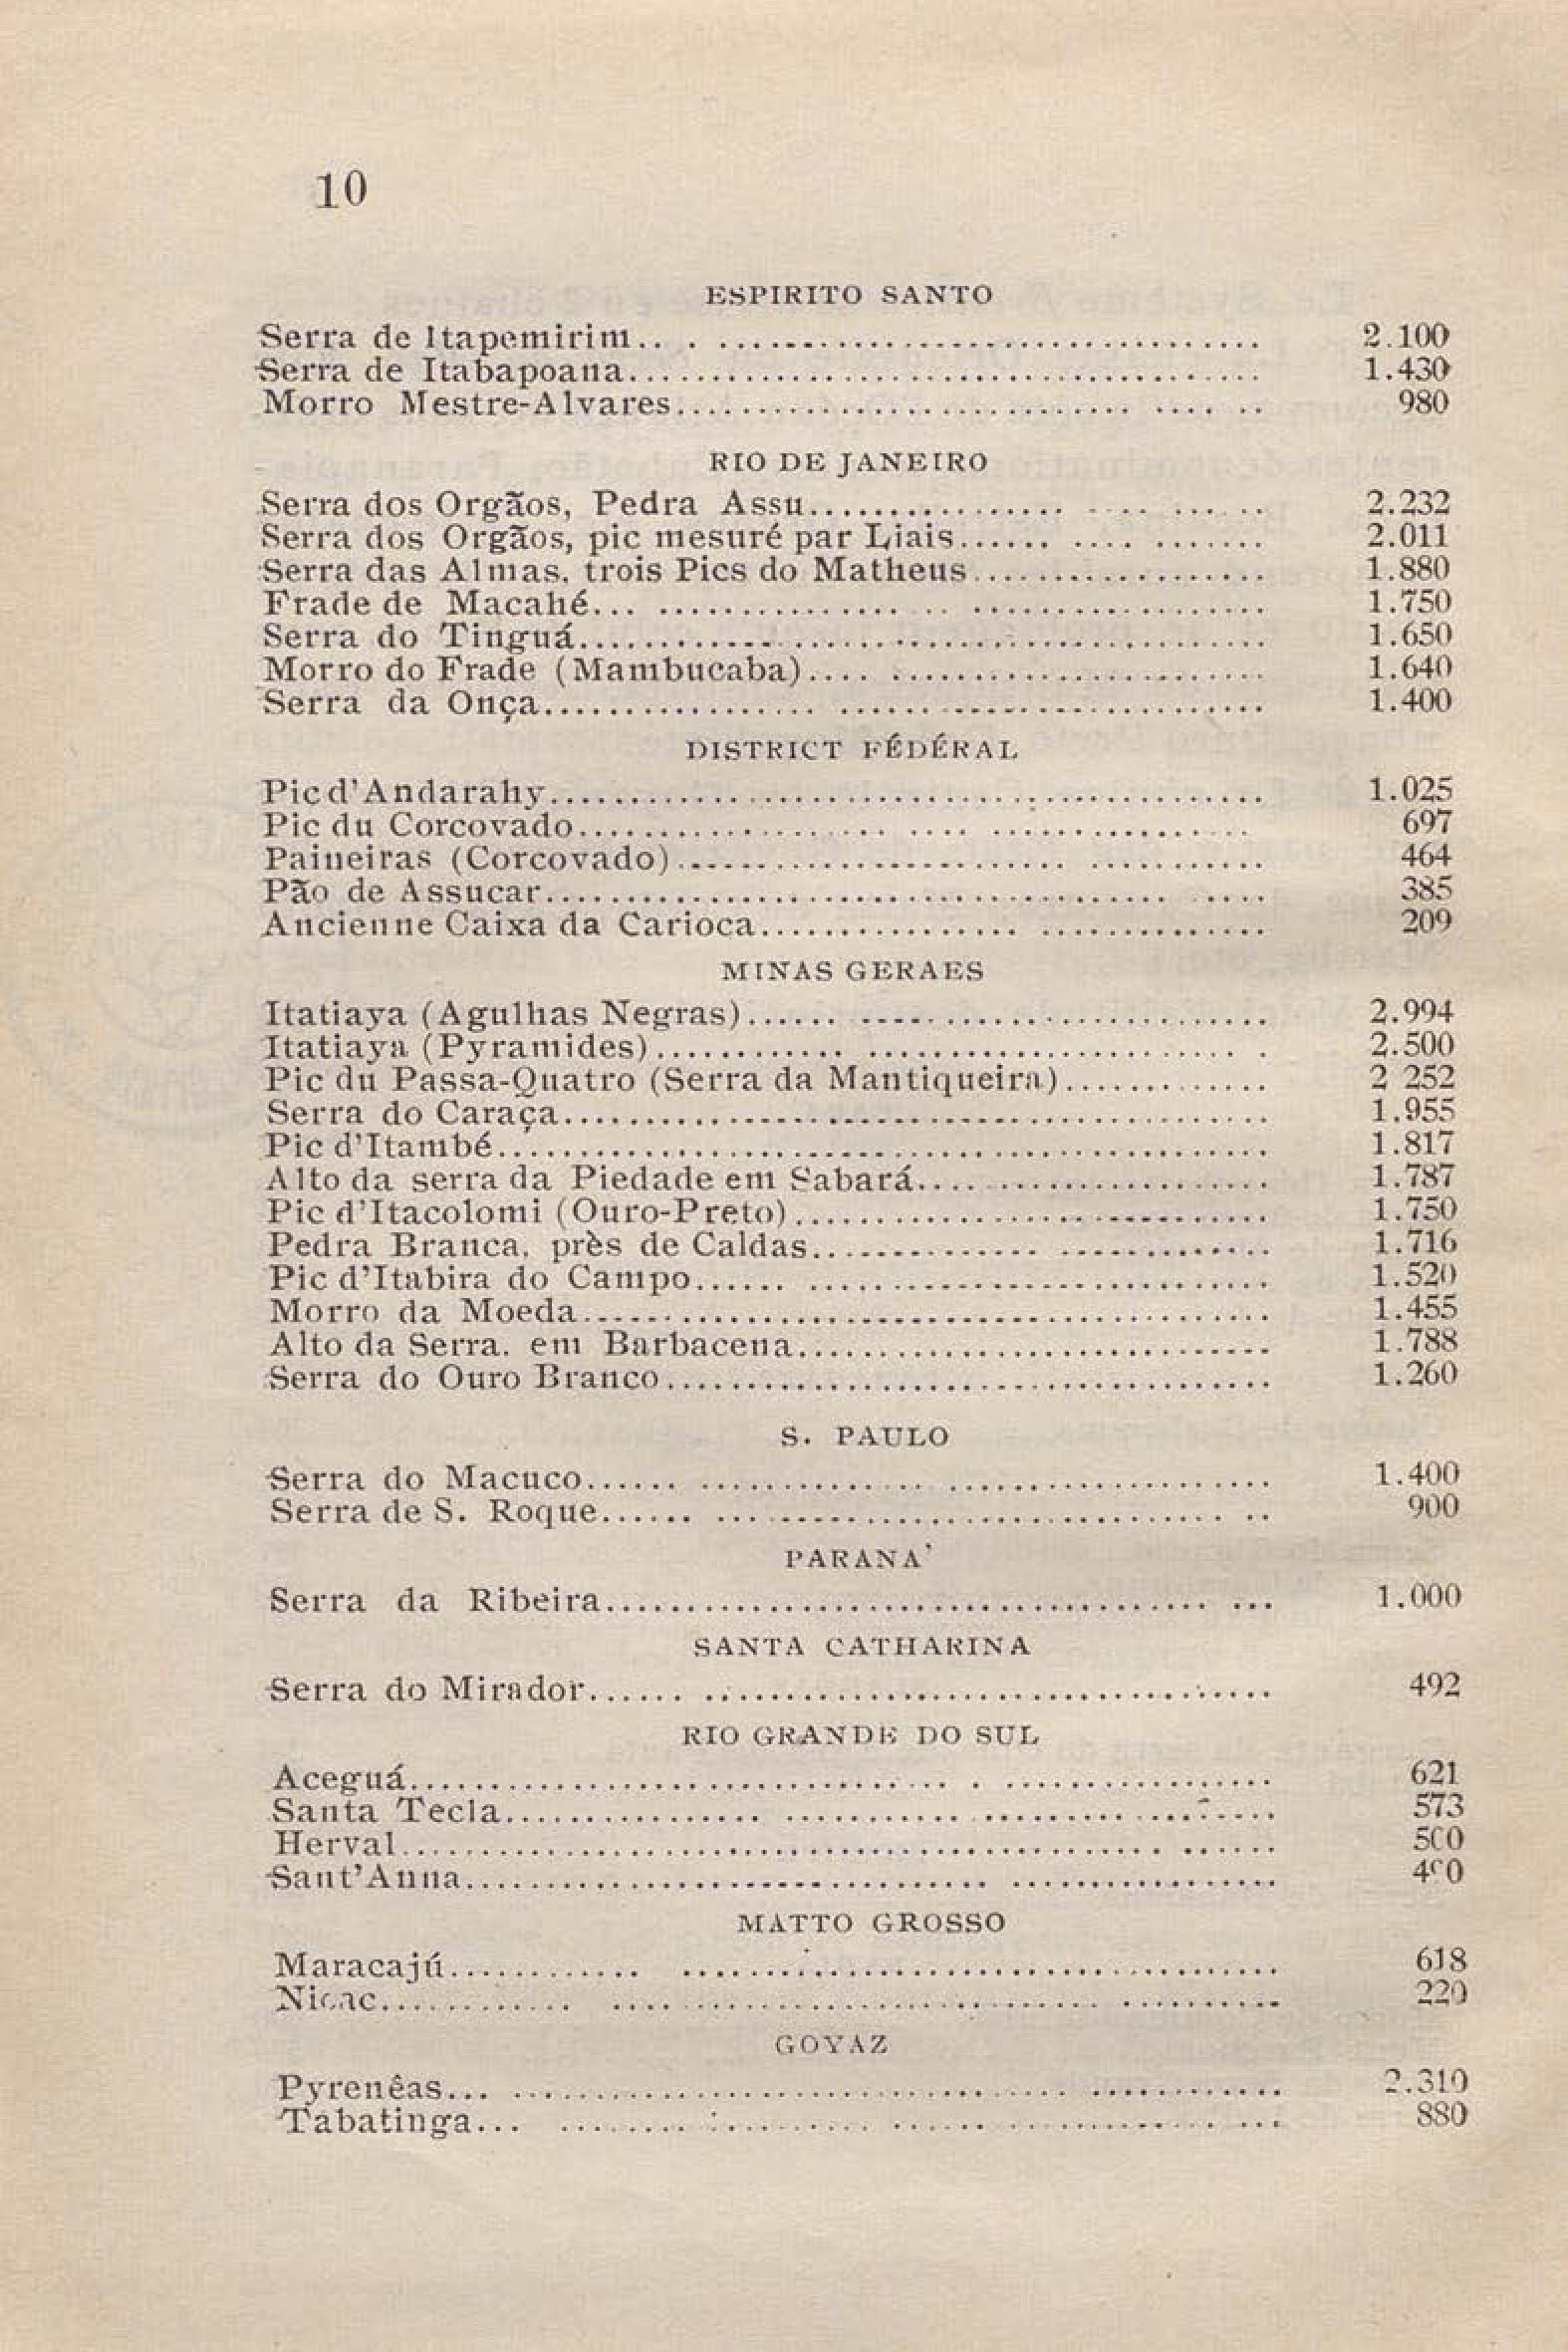 10
ESPIRITO SANTO
Serra de Itapemirim.. . ................................. 2.100
Serra de Itabapoana....................................... 1.430
Morro Mestre-Alvares............................ .... .. 980
RIO DE JANEIRO
Serra dos Orgãos, Pedra Assu................ .... ... .. 2.232
Serra dos Orgãos, pic mesuré par Liais...... .... ....... 2.011
Serra das Almas, trois Pics do Matheus.................. 1.880
Frade de Macahé... ............... .. .................. 1.750
Serra do Tinguá........................................... 1.650
Morro do Frade (Mambucaba).... ....................... 1.640
Serra da Onça................. .......................... 1.400
DISTRICT FÉDÉRAL
Pic d'Andarahy............................................ 1.025
Pic du Corcovado................... .... ................ 697
Paineiras (Corcovado)........................ ........... 464
Pão de Assucar....................................... .... 385
Ancienne Caixa da Carioca................ .............. 209
MINAS GERAES
Itatiaya (Agulhas Negras)...... ......................... 2.994
Itatiaya (Pyramides)............ ....................... . 2.500
Pic du Passa-Quatro (Serra da Mantiqueira)............. 2 252
Serra do Caraça........................................... 1.955
Pic d'Itambé............................................... 1.817
Alto da serra da Piedade em Sabará.... ................. 1.787
Pic d'Itacolomi (Ouro-Preto)............................. 1.750
Pedra Branca, près de Caldas.............. ............. 1.716
Pic d'Itabira do Campo...... ............................ 1.520
Morro da Moeda.......................................... 1.455
Alto da Serra. em Barbacena............................. 1.788
Serra do Ouro Branco..................................... 1.260
S. PAULO
Serra do Macuco...... .............. .................... 1.400
Serra de S. Roque...... ............................... .. 900
PARANA'
Serra da Ribeira..................................... ... 1.000
SANTA CATHARINA
Serra do Mirador...... ................................... 492
RIO GRANDE DO SUL
Aceguá................................. . ................. 621
Santa Tecla............... .............................. 573
Herval............................................... ...... 500
Sant'Anna................................. ................. 400
MATTO GROSSO
Maracajú............ ..................................... 618
............ .............................. .......... 220
GOYAZ
Pyrenêas... .................................. ............ 2.310
Tabatinga... ........ .......... ...... ........... ... 880